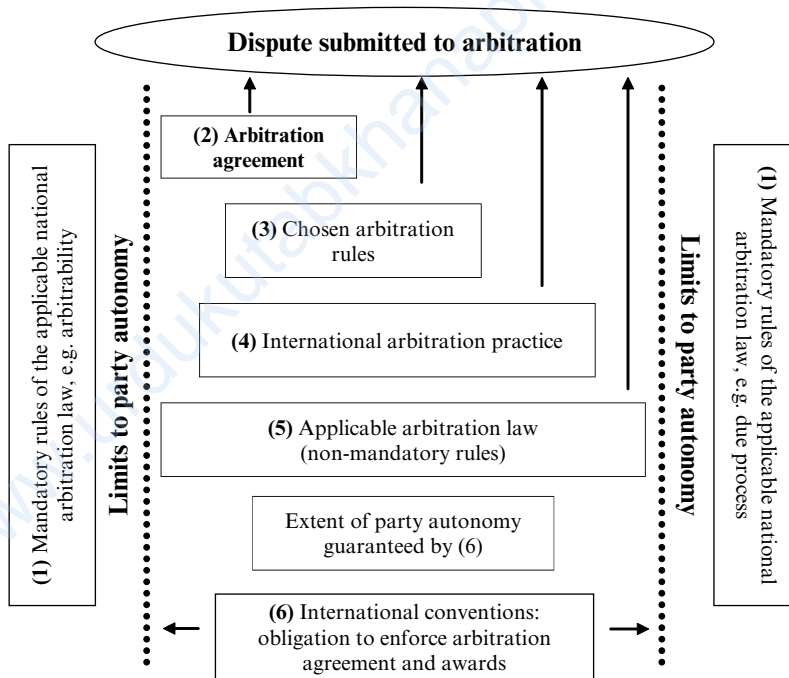 Dispute submitted to arbitration
(2) Arbitration
agreement
(3) Chosen arbitration
rules
(4) International arbitration practice
(5) Applicable arbitration law
(non-mandatory rules)
Extent of party autonomy
guaranteed by (6)
(6) International conventions:
obligation to enforce arbitration
agreement and awards
(1) Mandatory rules of the applicable national
arbitration law, e.g. arbitrability
Limits to party autonomy
Limits to party autonomy
(1) Mandatory rules of the applicable national
arbitration law, e.g. due process